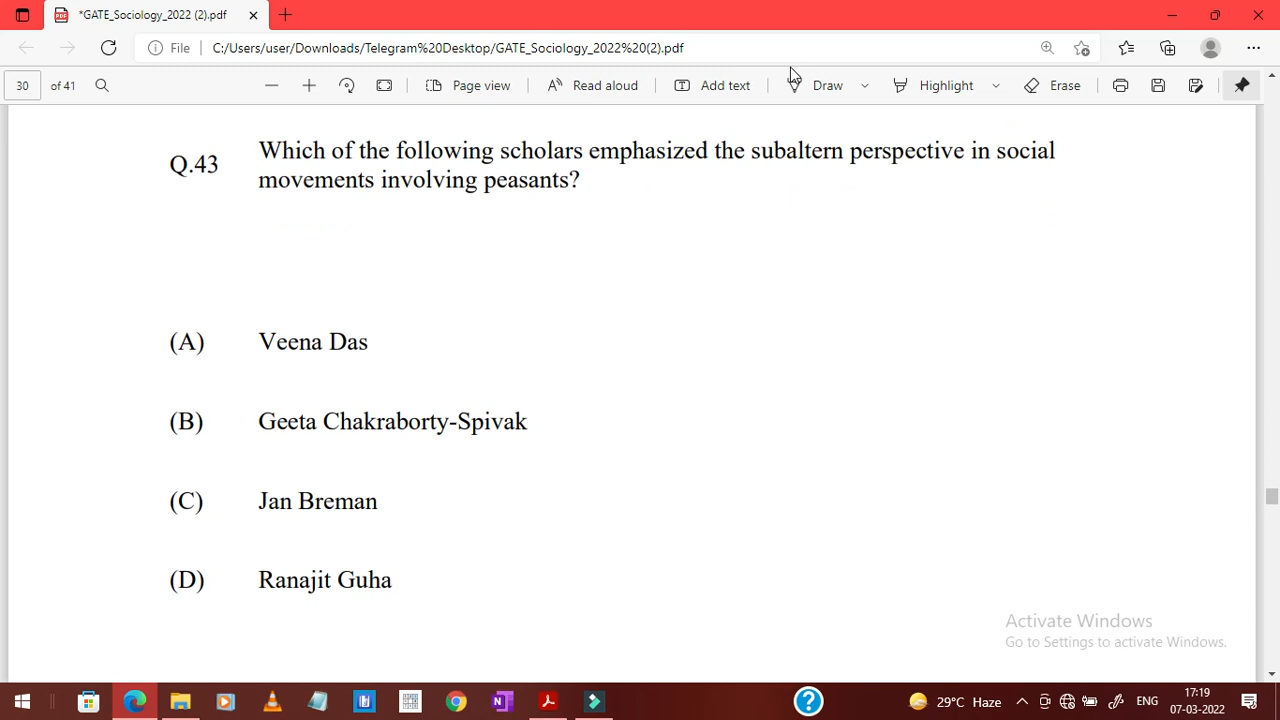 *GATE_Sociology_2022 (2).pdf
File
C:/Users/user/Downloads/Telegram%20Desktop/GATE_Sociology_2022%20(2).pdf
30 of 41
Page view
Read aloud
Add text
Draw
Highlight
Erase
Q.43
Which of the following scholars emphasized the subaltern perspective in social
movements involving peasants?
(A) Veena Das
(B) Geeta Chakraborty-Spivak
(C) Jan Breman
(D) Ranajit Guha
Activate Windows
Go to Settings to activate Windows.
29°C Haze
ENG
17:19
07-03-2022